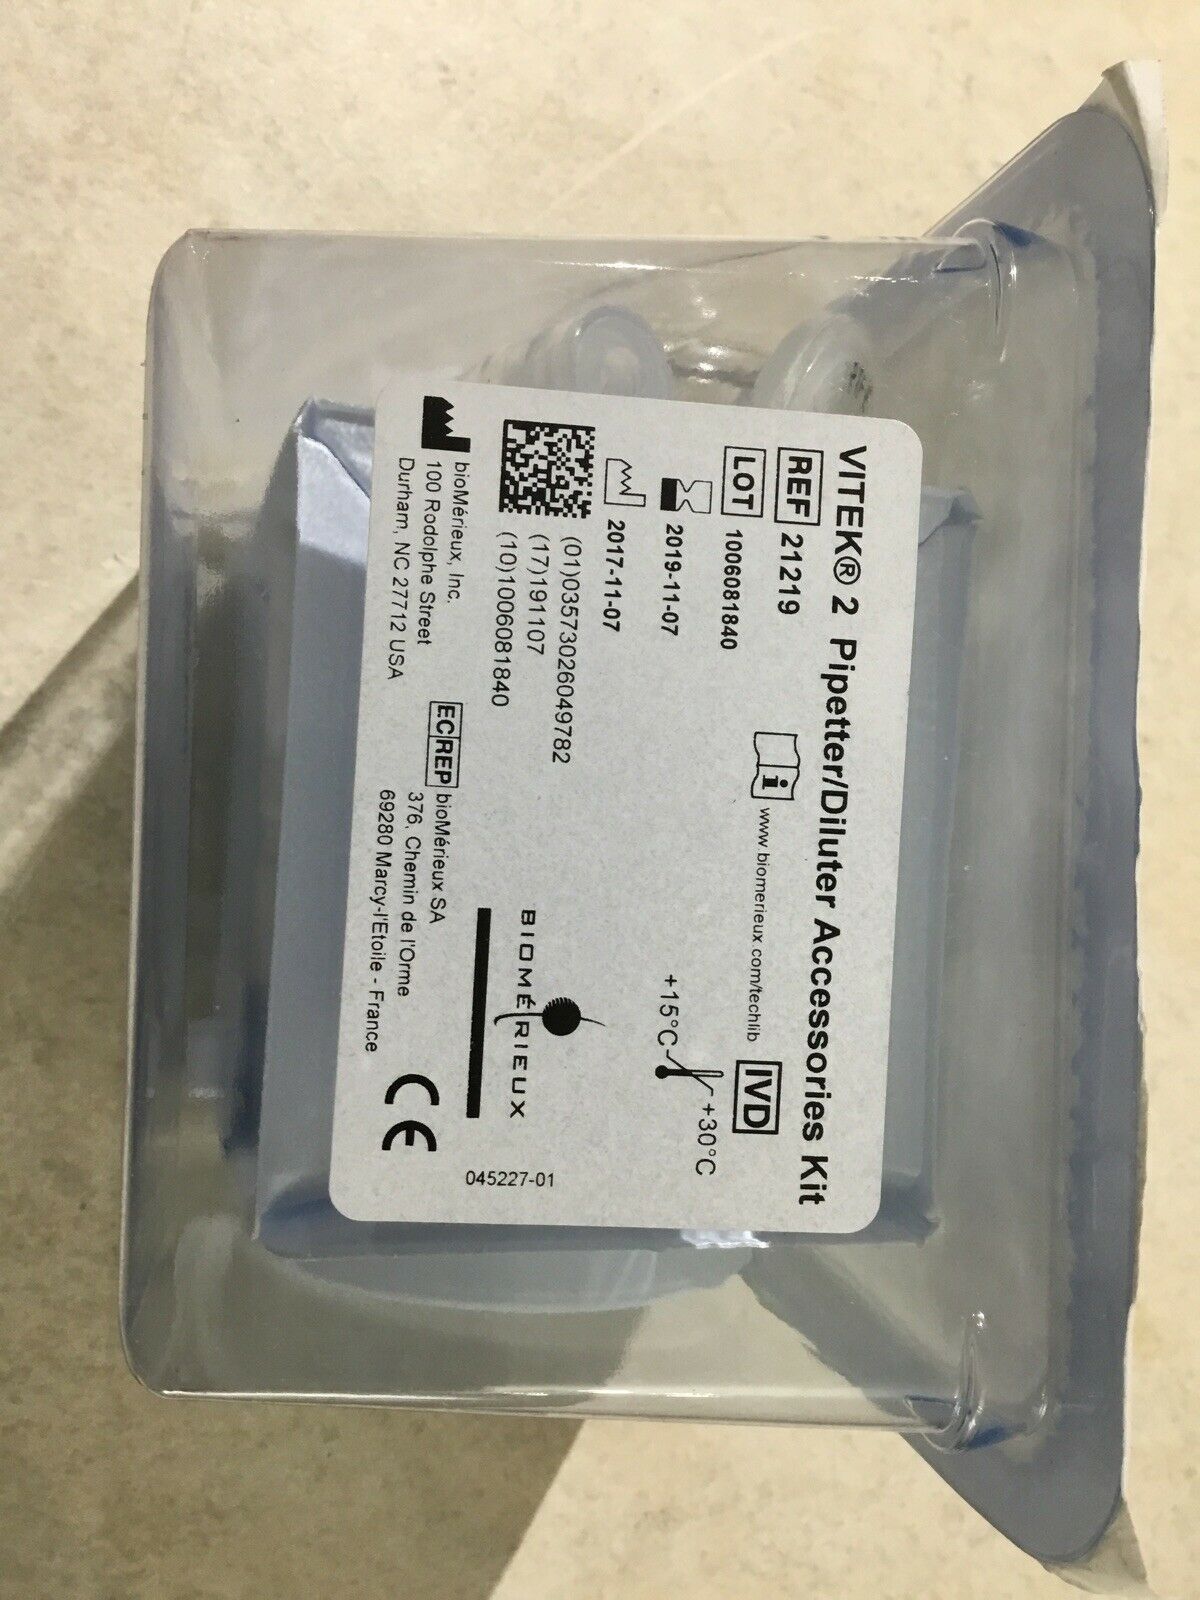 VITEK® 2 Pipetter/Diluter Accessories Kit
REF 21219
www.biomerieux.com/techlib
IVD
LOT 1006081840
2019-11-07
+15°C
+30°C
2017-11-07
(01)03573026049782
(17)191107
(10)1006081840
BIOMÉRIEUX
bioMérieux, Inc.
100 Rodolphe Street
Durham, NC 27712 USA
EC REP bioMérieux SA
376, Chemin de l'Orme
69280 Marcy-l'Etoile - France
CE
045227-01